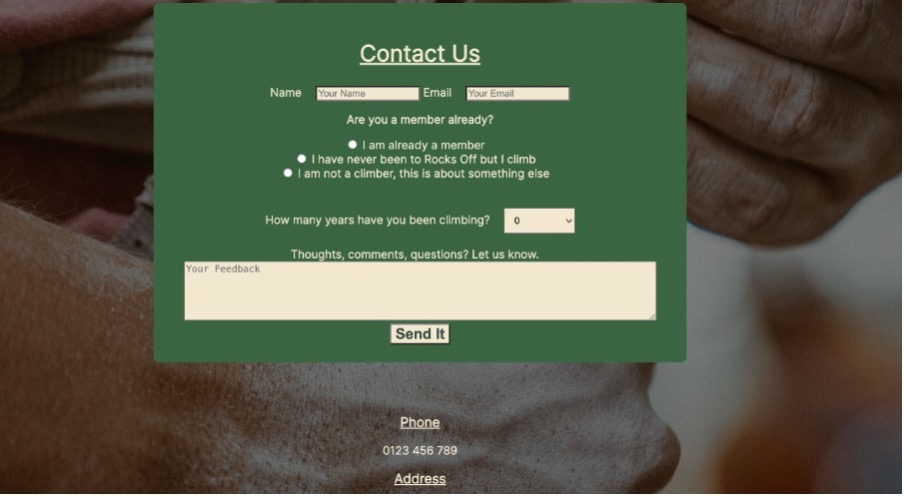 Contact Us
Name Your Name Email Your Email
Are you a member already?
I am already a member
I have never been to Rocks Off but I climb
I am not a climber, this is about something else
How many years have you been climbing? 0
Thoughts, comments, questions? Let us know.
Your Feedback
Send It
Phone
0123 456 789
Address